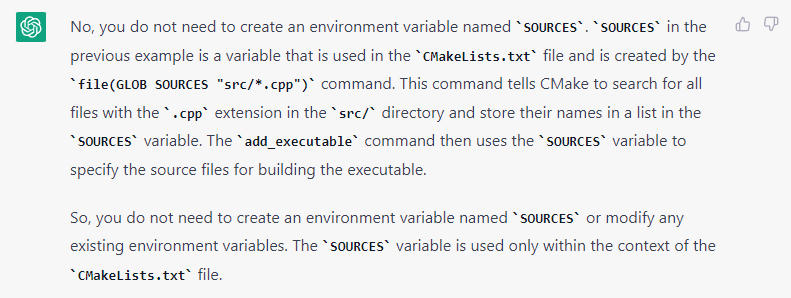 No, you do not need to create an environment variable named `SOURCES`. `SOURCES` in the
previous example is a variable that is used in the `CMakeLists.txt` file and is created by the
`file(GLOB SOURCES "src/*.cpp")` command. This command tells CMake to search for all
files with the `.cpp` extension in the `src/` directory and store their names in a list in the
`SOURCES` variable. The `add_executable` command then uses the `SOURCES` variable to
specify the source files for building the executable.
So, you do not need to create an environment variable named `SOURCES` or modify any
existing environment variables. The `SOURCES` variable is used only within the context of the
`CMakeLists.txt` file.